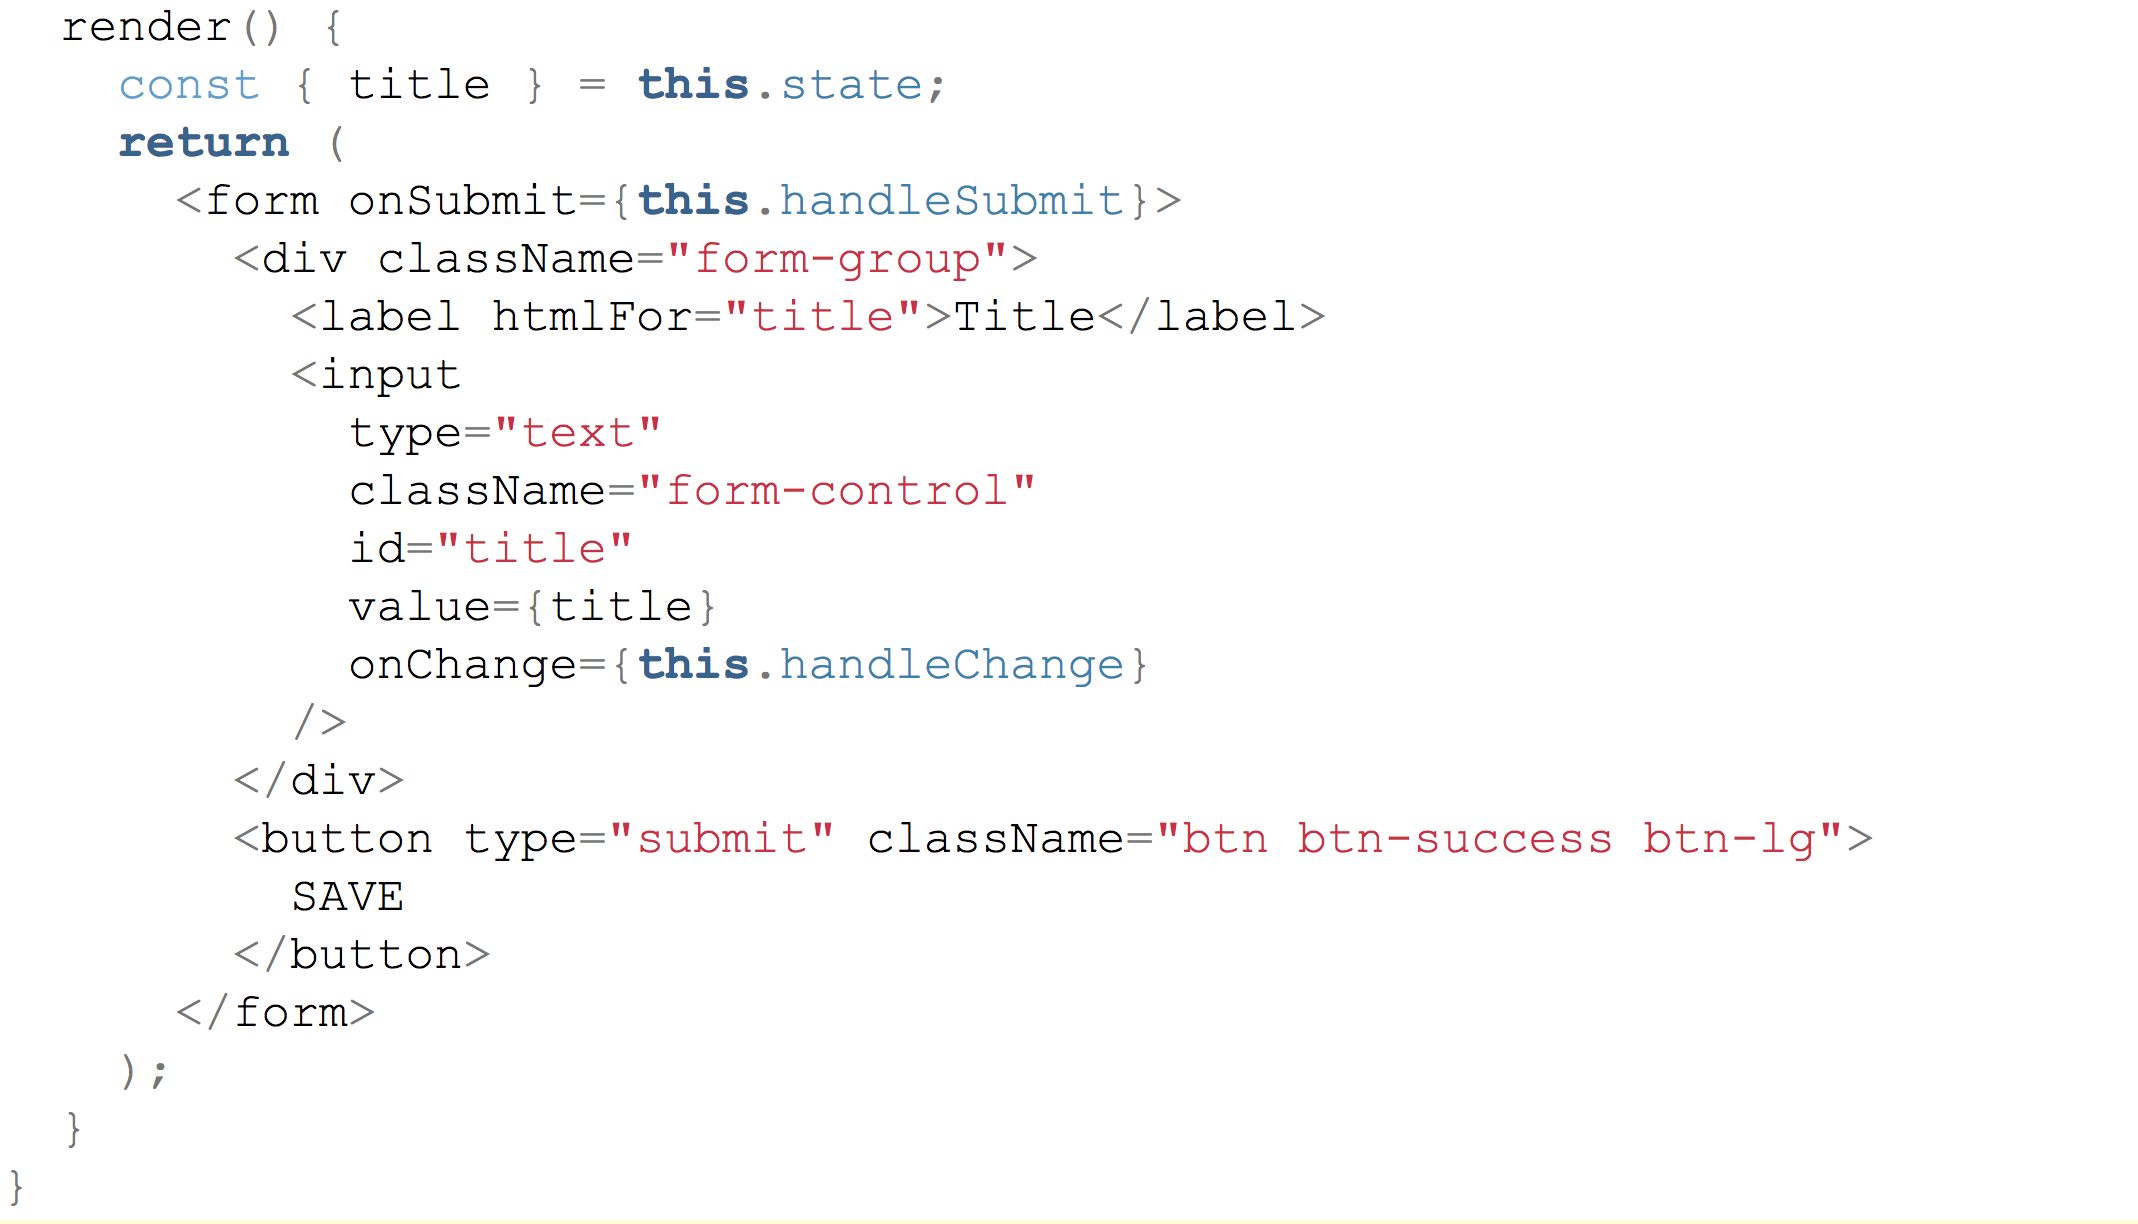 render() {
    const { title } = this.state;
    return (
      <form onSubmit={this.handleSubmit}>
        <div className="form-group">
          <label htmlFor="title">Title</label>
          <input
            type="text"
            className="form-control"
            id="title"
            value={title}
            onChange={this.handleChange}
          />
        </div>
        <button type="submit" className="btn btn-success btn-lg">
          SAVE
        </button>
      </form>
    );
  }
}